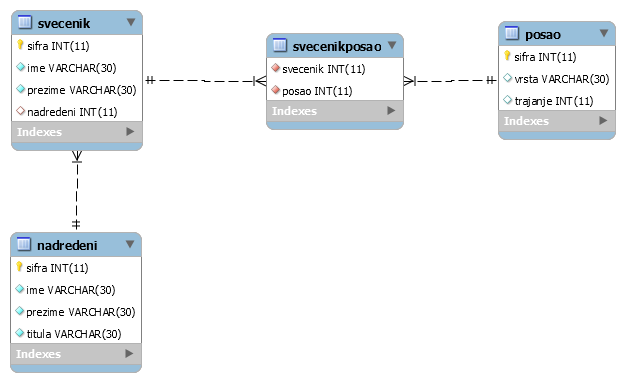 svecenik
sifra INT(11)
ime VARCHAR(30)
prezime VARCHAR(30)
nadredeni INT(11)
Indexes
svecenikposao
svecenik INT(11)
posao INT(11)
Indexes
posao
sifra INT(11)
vrsta VARCHAR(30)
trajanje INT(11)
Indexes
nadredeni
sifra INT(11)
ime VARCHAR(30)
prezime VARCHAR(30)
titula VARCHAR(30)
Indexes